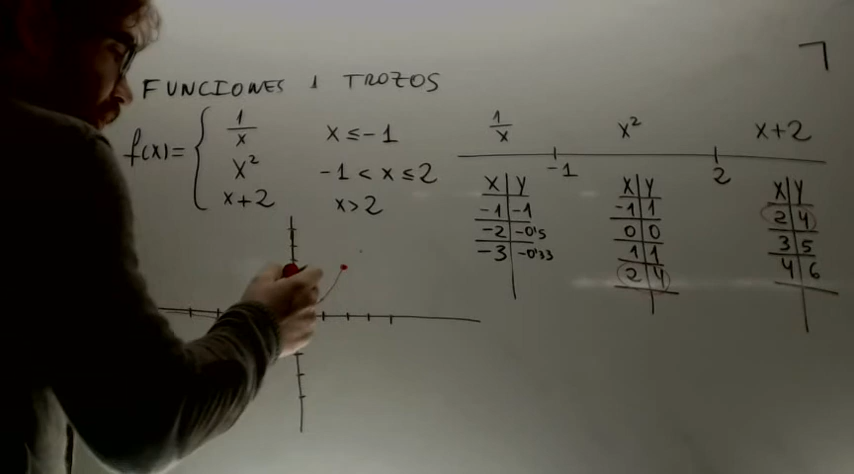 FUNCIONES A TROZOS
f(x)= { 1/x   x ≤ -1
x²   -1 < x ≤ 2
x+2   x > 2
1/x   x²   x+2
-1   2
x | y
-1 | -1
-2 | -0'5
-3 | -0'33
x | y
-1 | 1
0 | 0
1 | 1
2 | 4
x | y
2 | 4
3 | 5
4 | 6